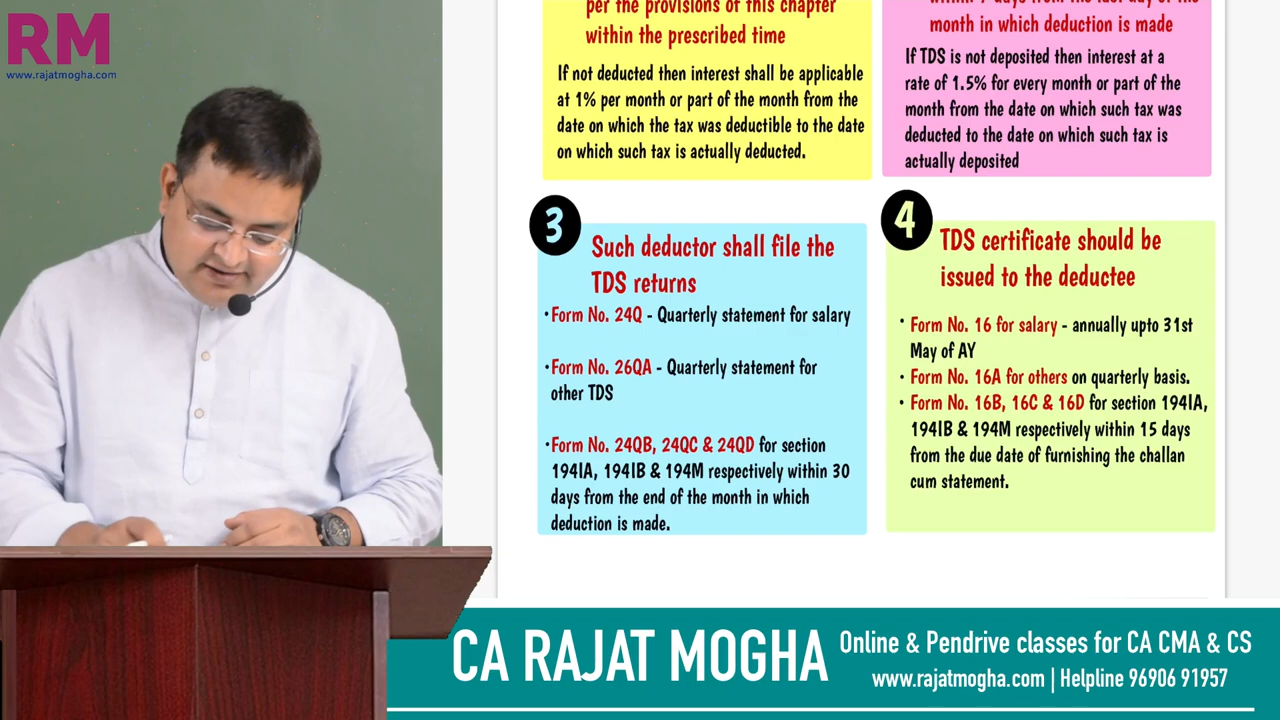 RM
www.rajatmogha.com
per the provisions of this chapter
within the prescribed time
If not deducted then interest shall be applicable
at 1% per month or part of the month from the
date on which the tax was deductible to the date
on which such tax is actually deducted.
within 7 days from the last day of the
month in which deduction is made
If TDS is not deposited then interest at a
rate of 1.5% for every month or part of the
month from the date on which such tax was
deducted to the date on which such tax is
actually deposited
3
Such deductor shall file the
TDS returns
•Form No. 24Q - Quarterly statement for salary
•Form No. 26QA - Quarterly statement for
other TDS
•Form No. 24QB, 24QC & 24QD for section
194IA, 194IB & 194M respectively within 30
days from the end of the month in which
deduction is made.
4
TDS certificate should be
issued to the deductee
• Form No. 16 for salary - annually upto 31st
May of AY
• Form No. 16A for others on quarterly basis.
• Form No. 16B, 16C & 16D for section 194IA,
194IB & 194M respectively within 15 days
from the due date of furnishing the challan
cum statement.
CA RAJAT MOGHA
Online & Pendrive classes for CA CMA & CS
www.rajatmogha.com | Helpline 96906 91957